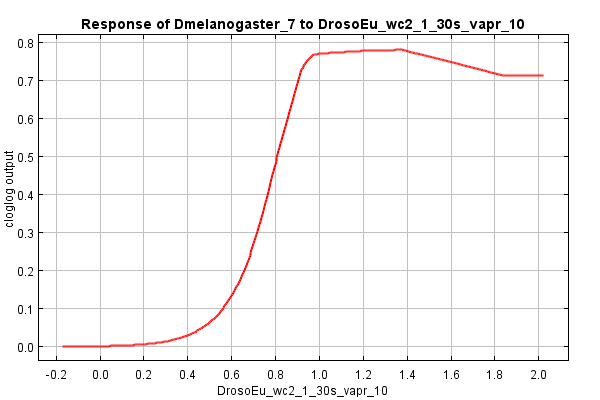 Response of Dmelanogaster_7 to DrosoEu_wc2_1_30s_vapr_10
0.8
0.7
0.6
0.5
0.4
0.3
0.2
0.1
0.0
cloglog output
-0.2 0.0 0.2 0.4 0.6 0.8 1.0 1.2 1.4 1.6 1.8 2.0
DrosoEu_wc2_1_30s_vapr_10